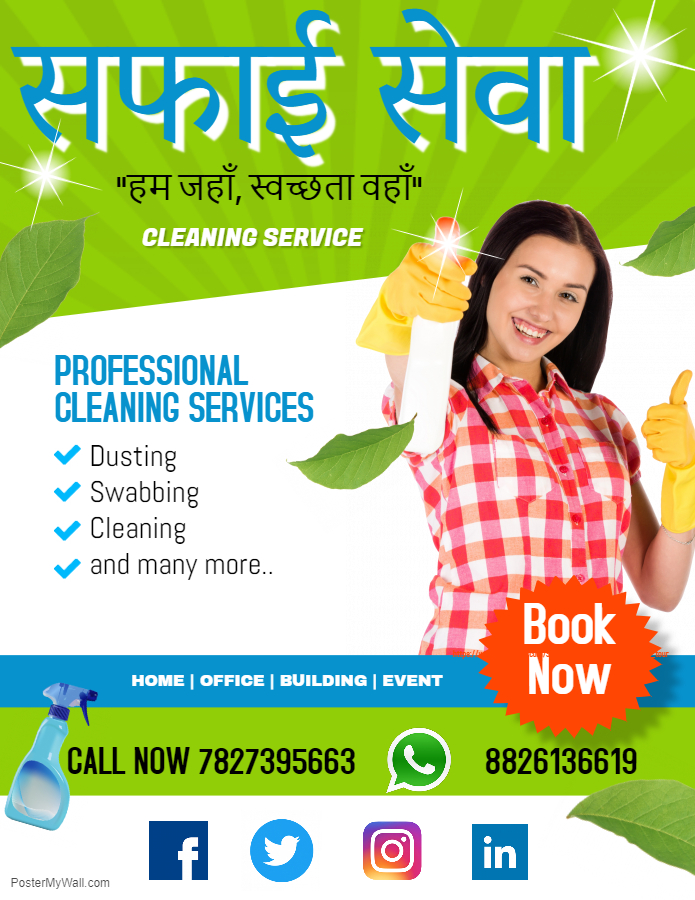 सफाई सेवा
"हम जहाँ, स्वच्छता वहाँ"
CLEANING SERVICE
PROFESSIONAL
CLEANING SERVICES
Dusting
Swabbing
Cleaning
and many more..
Book
Now
HOME | OFFICE | BUILDING | EVENT
CALL NOW 7827395663
8826136619
PosterMyWall.com